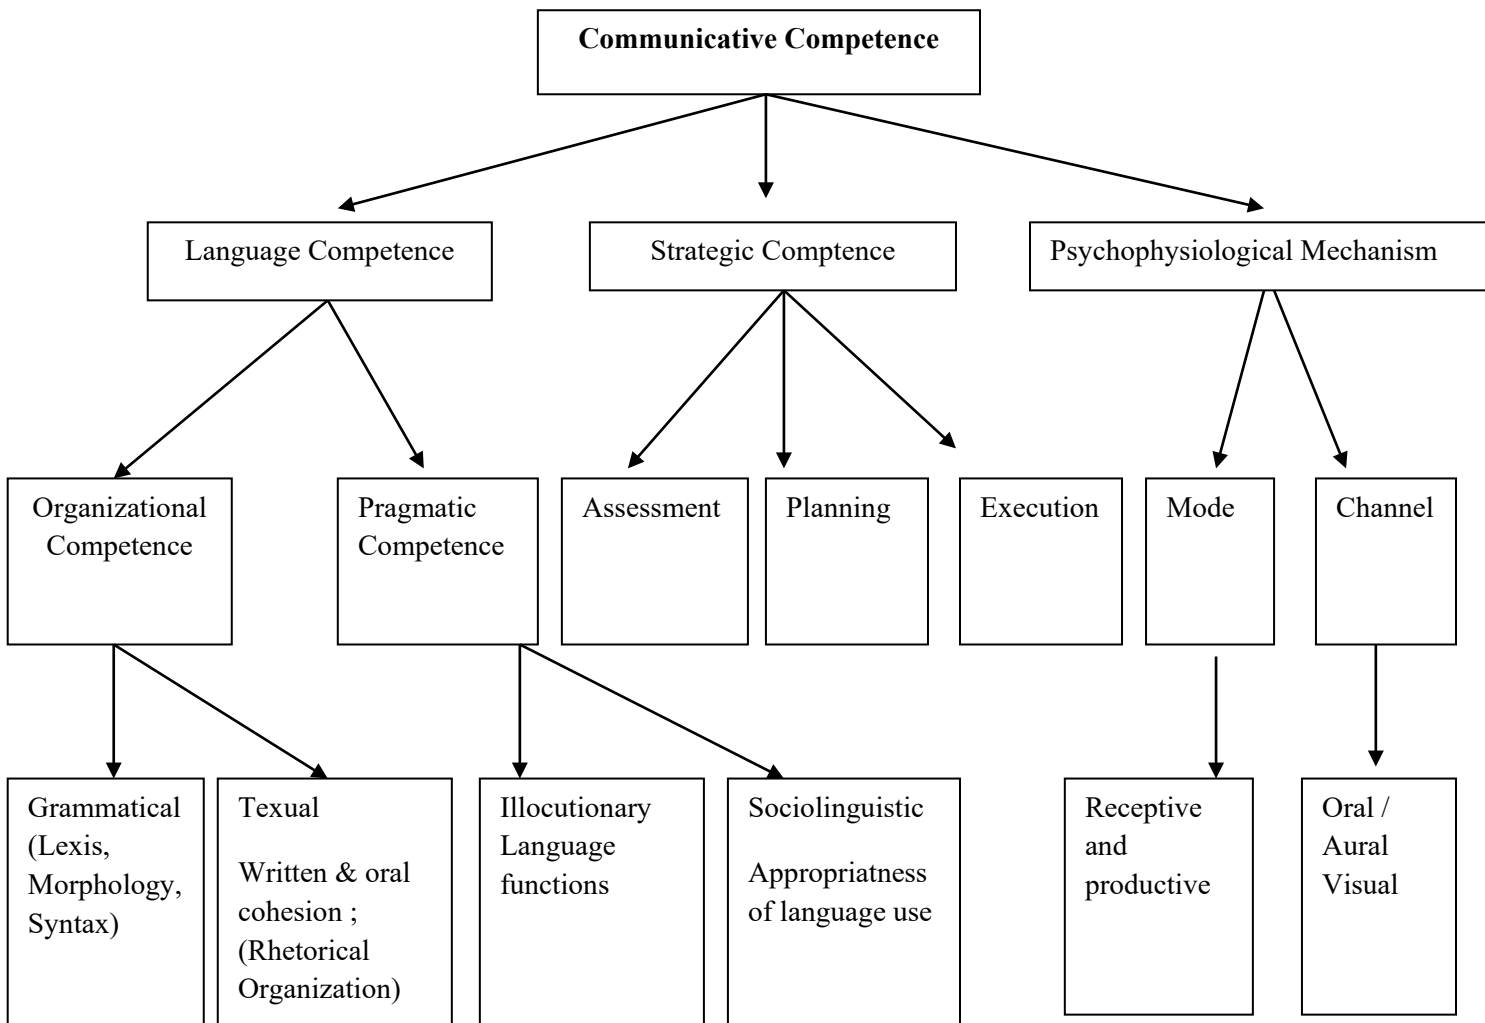 Communicative Competence
Language Competence
Strategic Comptence
Psychophysiological Mechanism
Organizational
Competence
Pragmatic
Competence
Assessment
Planning
Execution
Mode
Channel
Grammatical
(Lexis,
Morphology,
Syntax)
Texual
Written & oral
cohesion ;
(Rhetorical
Organization)
Illocutionary
Language
functions
Sociolinguistic
Appropriatness
of language use
Receptive
and
productive
Oral /
Aural
Visual